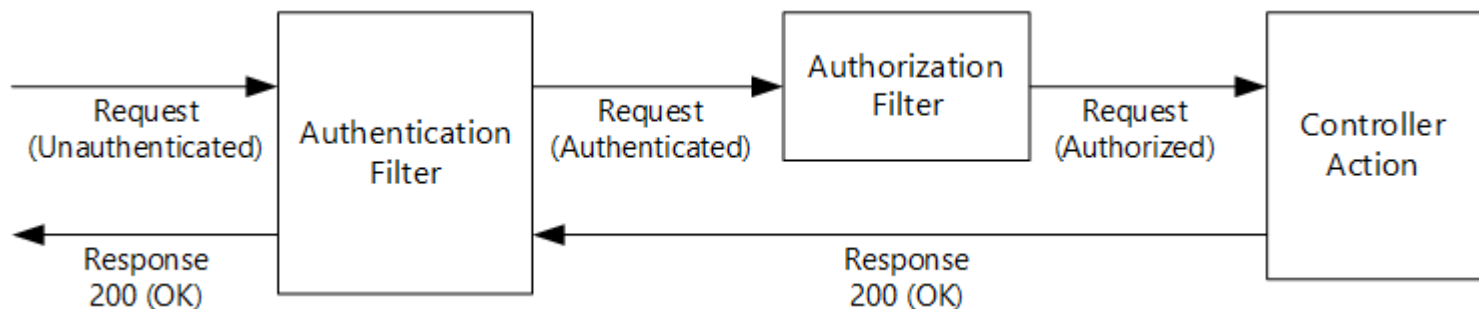 Request
(Unauthenticated)
Authentication
Filter
Request
(Authenticated)
Authorization
Filter
Request
(Authorized)
Controller
Action
Response
200 (OK)
Response
200 (OK)